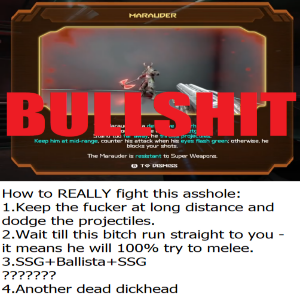 MARAUDER
BULLSHIT
Keep him at mid-range, counter his attack when his eyes flash green; otherwise, he
blocks your shots.
The Marauder is resistant to Super Weapons.
TO DISMISS
How to REALLY fight this asshole:
1.Keep the fucker at long distance and
dodge the projectiles.
2.Wait till this bitch run straight to you -
it means he will 100% try to melee.
3.SSG+Ballista+SSG
???????
4.Another dead dickhead